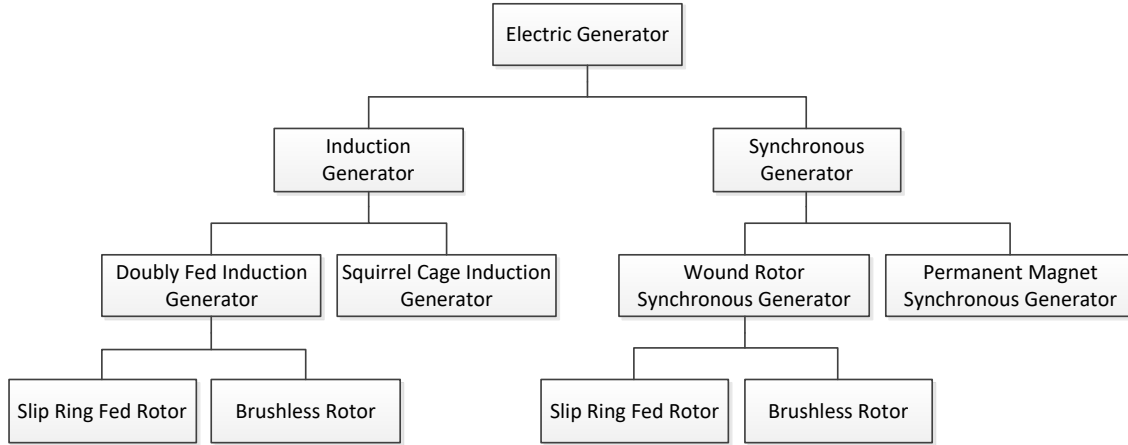 Electric Generator
Induction
Generator
Synchronous
Generator
Doubly Fed Induction
Generator
Squirrel Cage Induction
Generator
Wound Rotor
Synchronous Generator
Permanent Magnet
Synchronous Generator
Slip Ring Fed Rotor
Brushless Rotor
Slip Ring Fed Rotor
Brushless Rotor